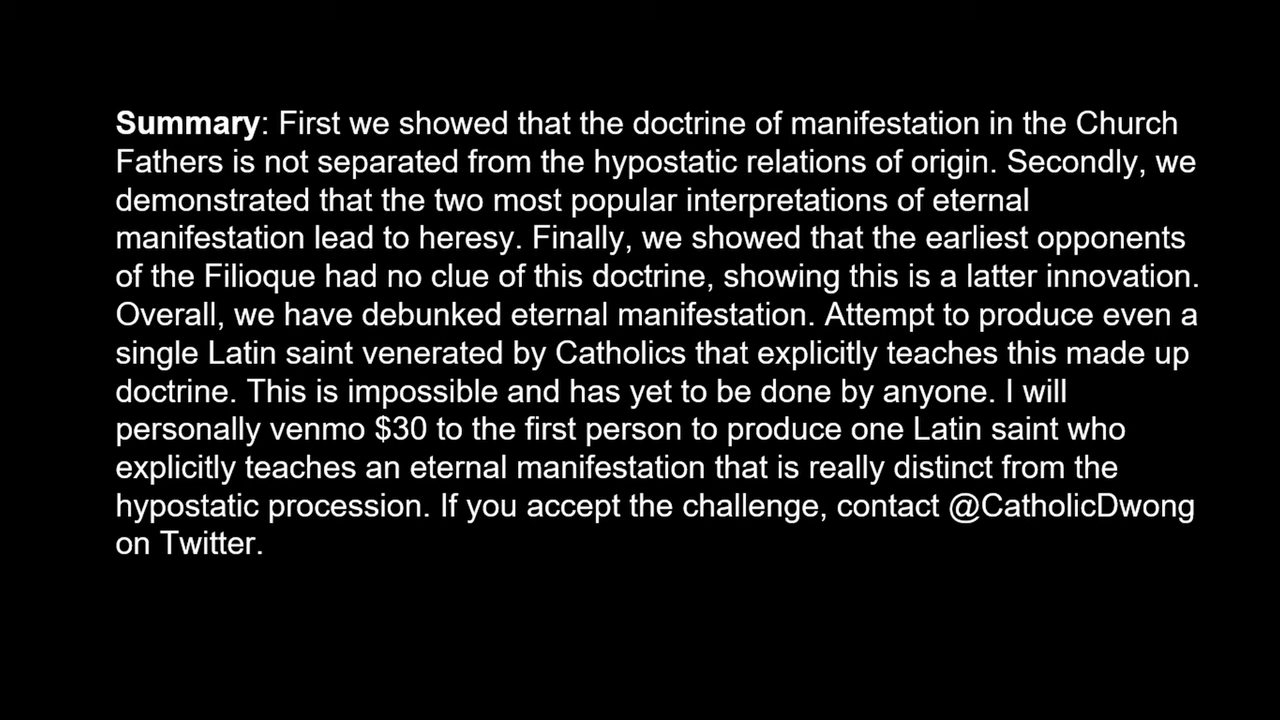 Summary: First we showed that the doctrine of manifestation in the Church
Fathers is not separated from the hypostatic relations of origin. Secondly, we
demonstrated that the two most popular interpretations of eternal
manifestation lead to heresy. Finally, we showed that the earliest opponents
of the Filioque had no clue of this doctrine, showing this is a latter innovation.
Overall, we have debunked eternal manifestation. Attempt to produce even a
single Latin saint venerated by Catholics that explicitly teaches this made up
doctrine. This is impossible and has yet to be done by anyone. I will
personally venmo $30 to the first person to produce one Latin saint who
explicitly teaches an eternal manifestation that is really distinct from the
hypostatic procession. If you accept the challenge, contact @CatholicDwong
on Twitter.